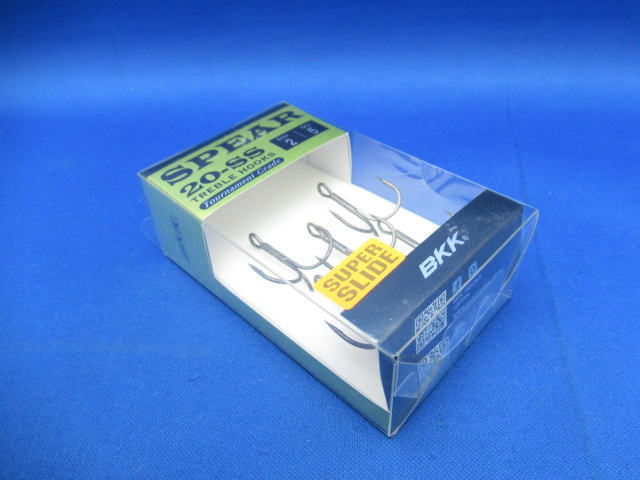 SPEAR
20-SS
TREBLE HOOKS
Tournament Grade
2
5
SUPER
SLIDE
BKK